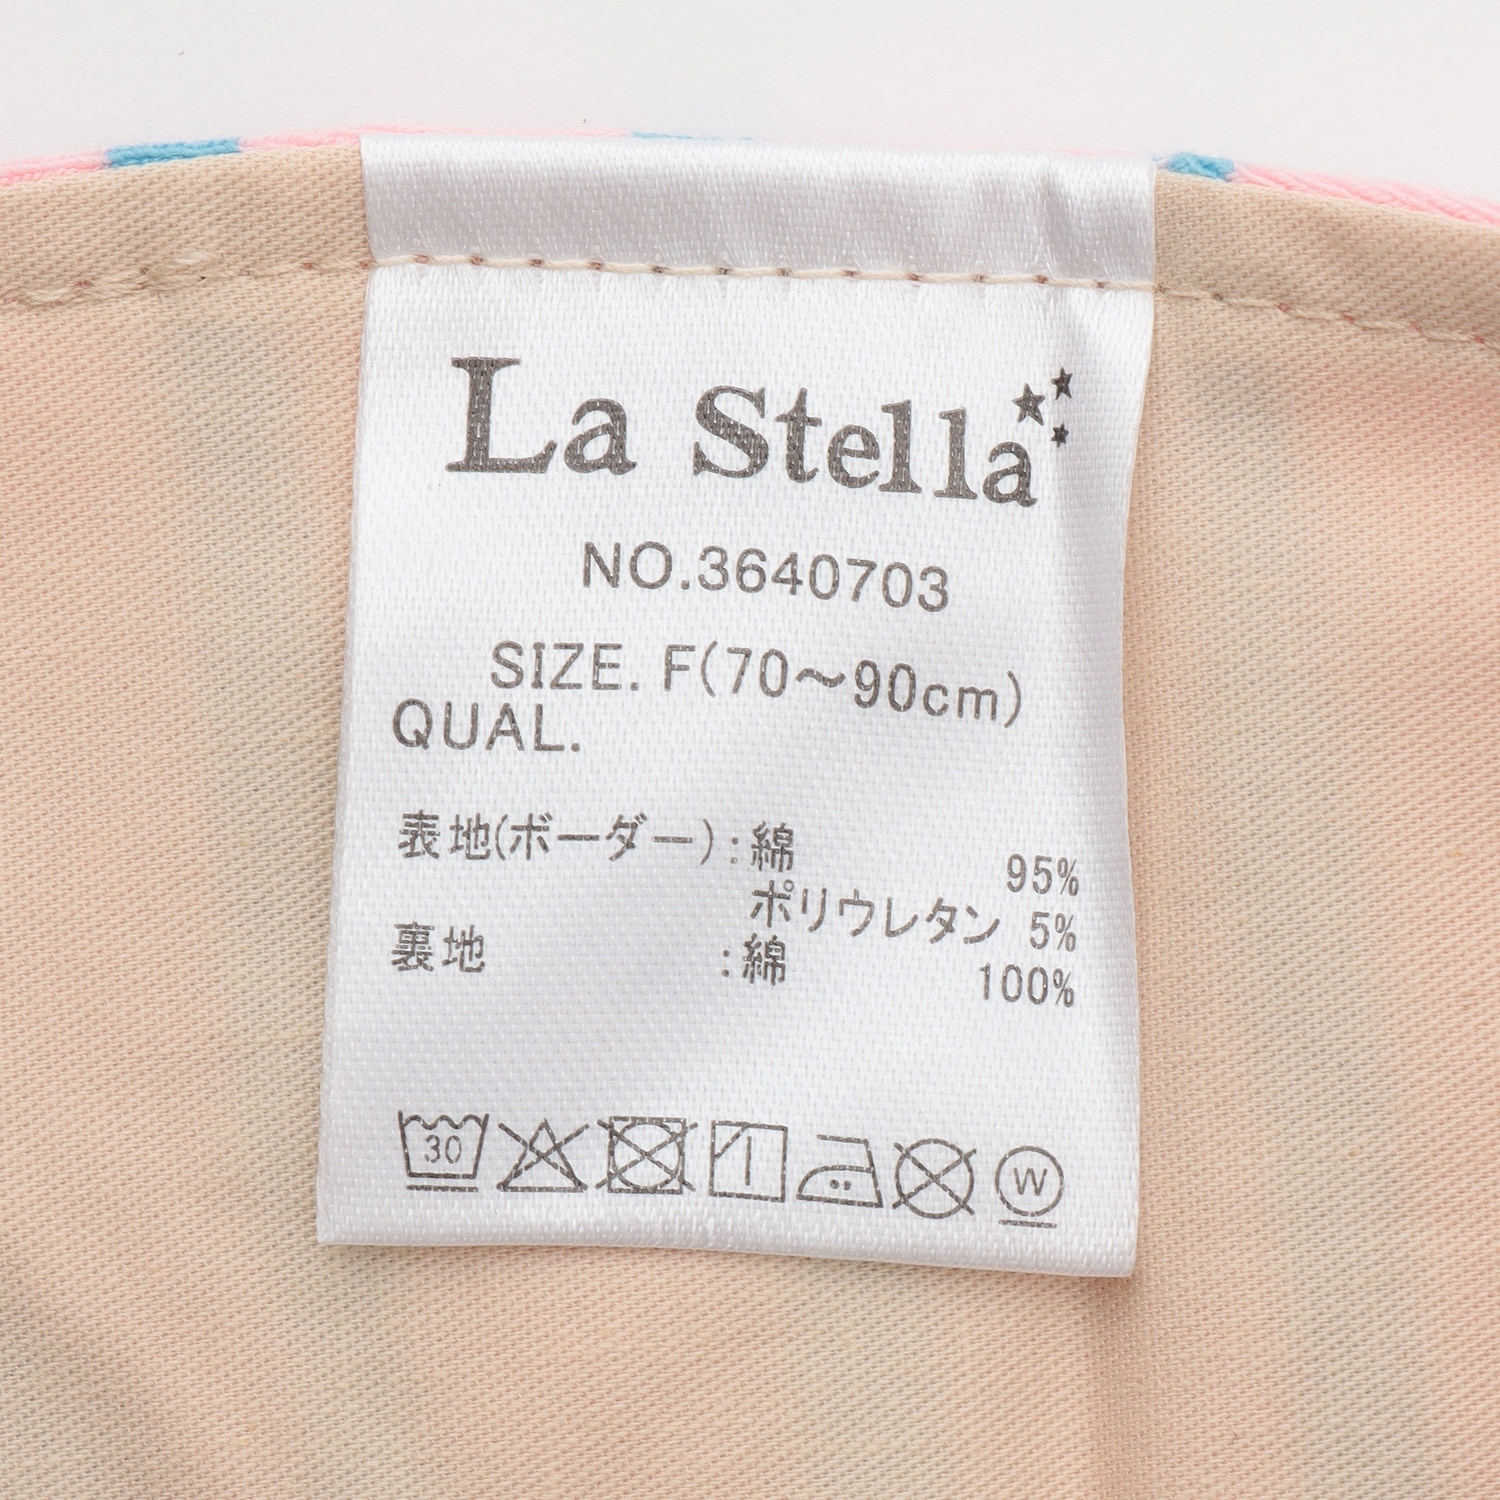 La Stella
NO.3640703
SIZE. F(70～90cm)
QUAL.
表地(ボーダー):綿 95%
ポリウレタン 5%
裏地 :綿 100%
30
W